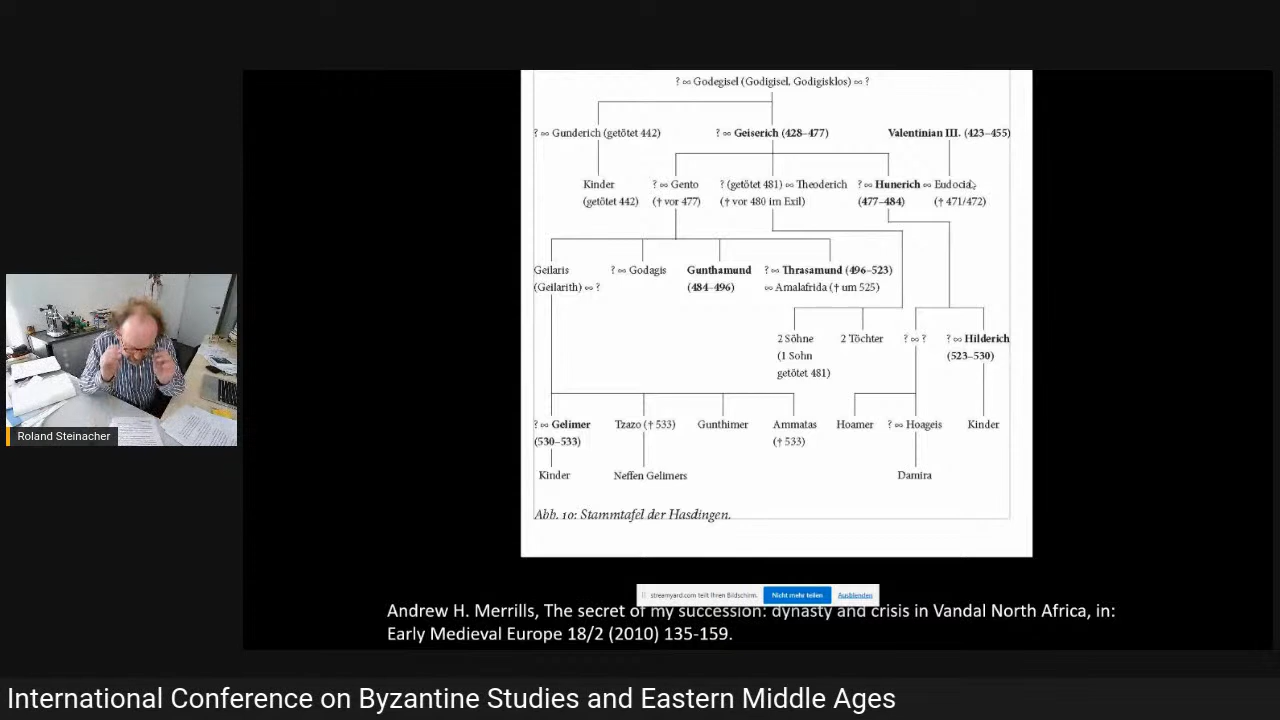 ? ∞ Godegisel (Godigisel, Godigisklos) ∞ ?
? ∞ Gunderich (getötet 442) ? ∞ Geiserich (428–477) Valentinian III. (423–455)
Kinder ? ∞ Gento ? (getötet 481) ∞ Theoderich ? ∞ Hunerich ∞ Eudocia
(getötet 442) († vor 477) († vor 480 im Exil) (477–484) († 471/472)
Geilaris ? ∞ Godagis Gunthamund ? ∞ Thrasamund (496–523)
(Geilarith) ∞ ? (484–496) ∞ Amalafrida († um 525)
2 Söhne 2 Töchter ? ∞ ? ? ∞ Hilderich
(1 Sohn (523–530)
getötet 481)
? ∞ Gelimer Tzazo († 533) Gunthimer Ammatas Hoamer ? ∞ Hoageis Kinder
(530–533) († 533)
Kinder Neffen Gelimers Damira
Abb. 10: Stammtafel der Hasdingen.
Roland Steinacher
streamyard.com teilt Ihren Bildschirm. Nicht mehr teilen Ausblenden
Andrew H. Merrills, The secret of my succession: dynasty and crisis in Vandal North Africa, in:
Early Medieval Europe 18/2 (2010) 135-159.
International Conference on Byzantine Studies and Eastern Middle Ages